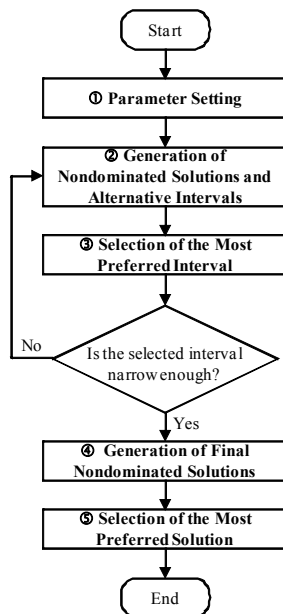 Start
① Parameter Setting
② Generation of
Nondominated Solutions and
Alternative Intervals
③ Selection of the Most
Preferred Interval
Is the selected interval
narrow enough?
No
Yes
④ Generation of Final
Nondominated Solutions
⑤ Selection of the Most
Preferred Solution
End